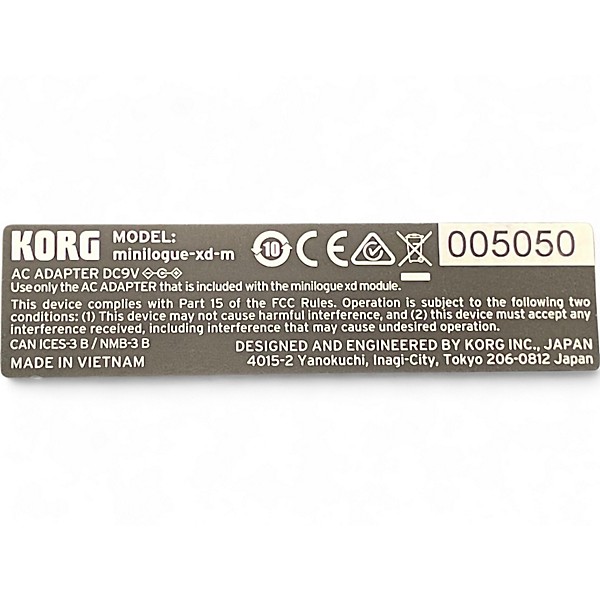 KORG MODEL: minilogue-xd-m 10 CE 005050
AC ADAPTER DC9V
Use only the AC ADAPTER that is included with the minilogue xd module.
This device complies with Part 15 of the FCC Rules. Operation is subject to the following two
conditions: (1) This device may not cause harmful interference, and (2) this device must accept any
interference received, including interference that may cause undesired operation.
CAN ICES-3 B / NMB-3 B
DESIGNED AND ENGINEERED BY KORG INC., JAPAN
MADE IN VIETNAM
4015-2 Yanokuchi, Inagi-City, Tokyo 206-0812 Japan